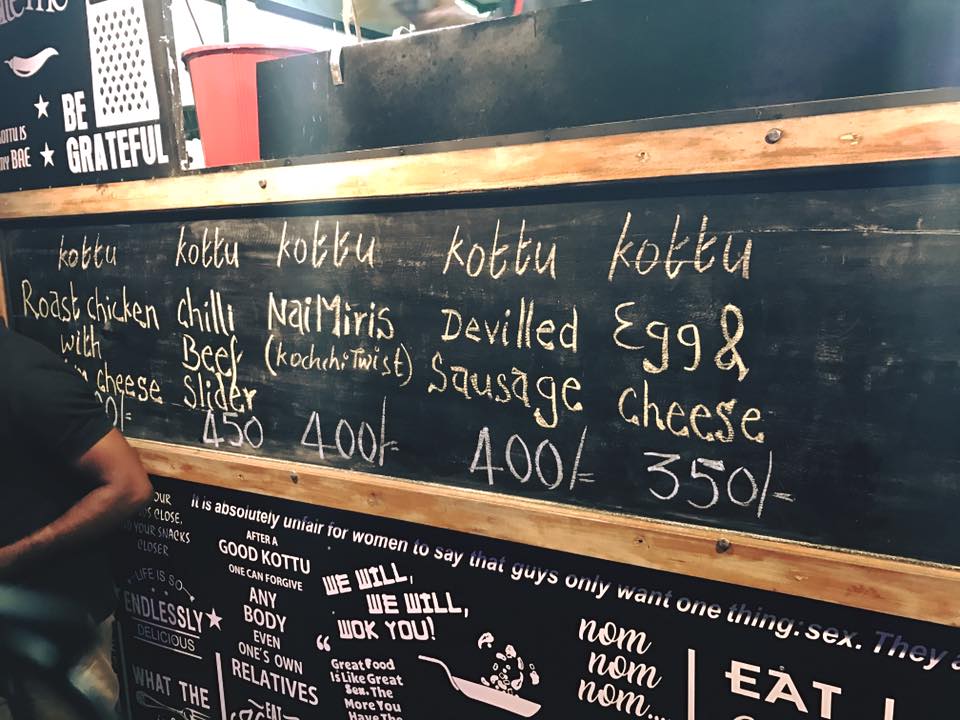 BE
GRATEFUL
KOTTU IS
MY BAE
kottu
Roast chicken
with
cheese
kottu
Chilli
Beef
Slider
450
kottu
NaiMiris
(kochchi Twist)
400/-
kottu
Devilled
Sausage
400/-
kottu
Egg &
Cheese
350/-
It is absolutely unfair for women to say that guys only want one thing: sex. They
CLOSE,
YOUR SNACKS
CLOSER
LIFE IS SO
ENDLESSLY
DELICIOUS
WHAT THE
AFTER A
GOOD KOTTU
ONE CAN FORGIVE
ANY
BODY
EVEN
ONE'S OWN
RELATIVES
EAT
WE WILL,
WE WILL,
WOK YOU!
"
Great Food
Is Like Great
Sex. The
More You
Have The
nom
nom
nom....
EAT